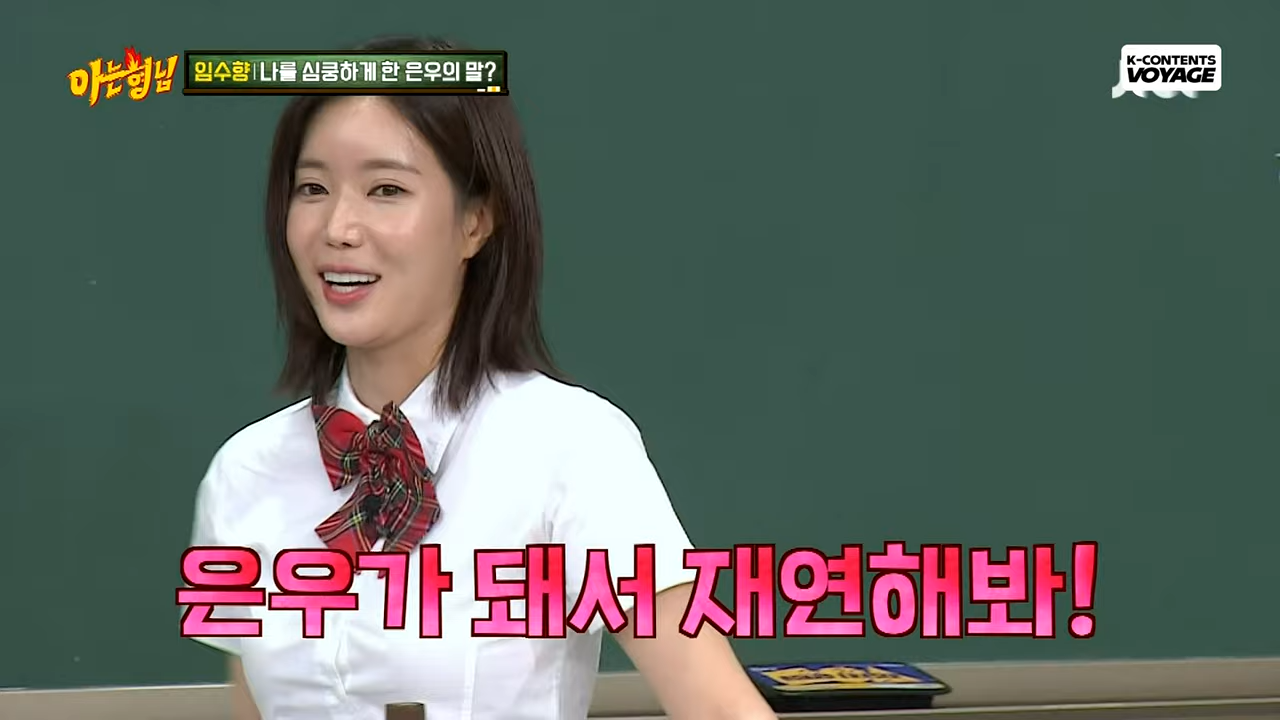 아는형님
임수향 | 나를 심쿵하게 한 은우의 말?
K-CONTENTS
VOYAGE
은우가 돼서 재연해봐!